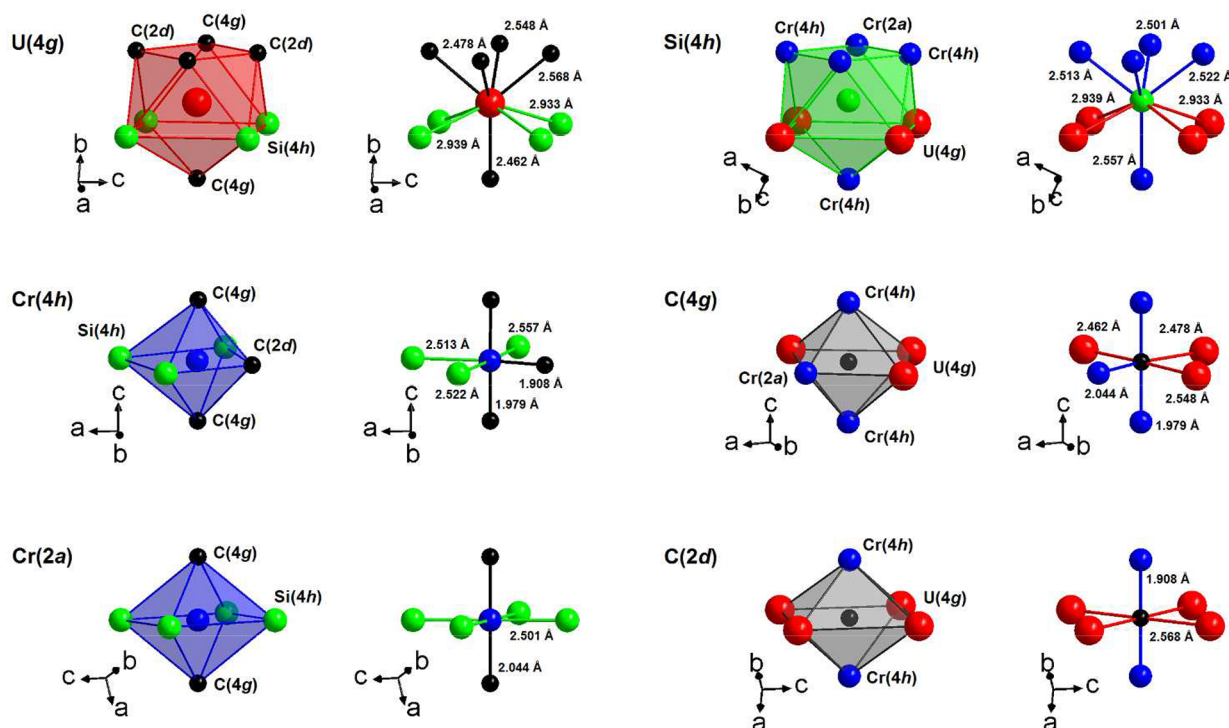 U(4g)
C(2d)
C(4g)
C(2d)
Si(4h)
C(4g)
b
c
a
2.548 Å
2.478 Å
2.568 Å
2.933 Å
2.939 Å
2.462 Å
Si(4h)
Cr(4h)
Cr(2a)
Cr(4h)
U(4g)
Cr(4h)
a
b
c
2.501 Å
2.513 Å
2.522 Å
2.939 Å
2.933 Å
2.557 Å
Cr(4h)
C(4g)
Si(4h)
C(2d)
C(4g)
c
a
b
2.557 Å
2.513 Å
1.908 Å
2.522 Å
1.979 Å
C(4g)
Cr(4h)
U(4g)
Cr(2a)
Cr(4h)
c
a
b
2.462 Å
2.478 Å
2.044 Å
2.548 Å
1.979 Å
Cr(2a)
C(4g)
Si(4h)
C(4g)
b
c
a
2.501 Å
2.044 Å
C(2d)
Cr(4h)
U(4g)
Cr(4h)
b
c
a
1.908 Å
2.568 Å
b
c
a
b
c
a
a
b
c
c
a
b
c
a
b
b
c
a